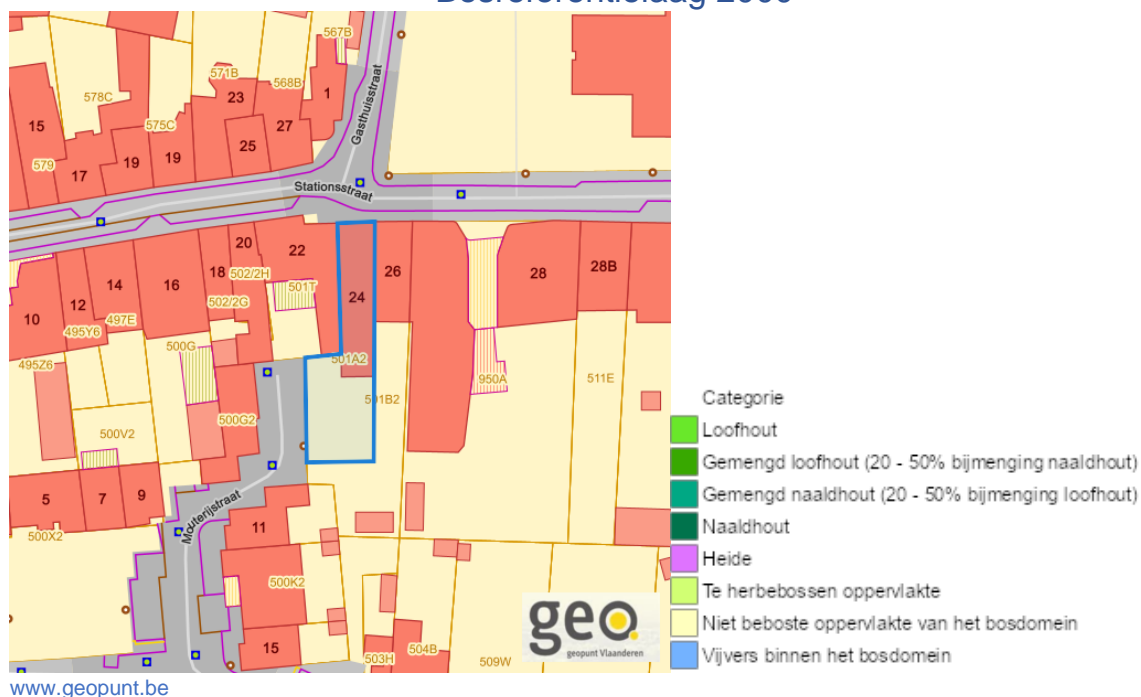 567B
571B
578C
23
568B
1
Gasthuisstraat
15
575C
27
25
579
17
19
19
Stationsstraat
20
22
26
18
502/2H
28
28B
14
16
501T
24
12
502/2G
10
497E
495Y6
500G
495Z6
501A2
950A
511E
501B2
500G2
500V2
5
7
9
Mouterijstraat
11
500X2
500K2
15
503H
504B
509W
geo
geopunt Vlaanderen
Categorie
Loofhout
Gemengd loofhout (20 - 50% bijmenging naaldhout)
Gemengd naaldhout (20 - 50% bijmenging loofhout)
Naaldhout
Heide
Te herbebossen oppervlakte
Niet beboste oppervlakte van het bosdomein
Vijvers binnen het bosdomein
www.geopunt.be